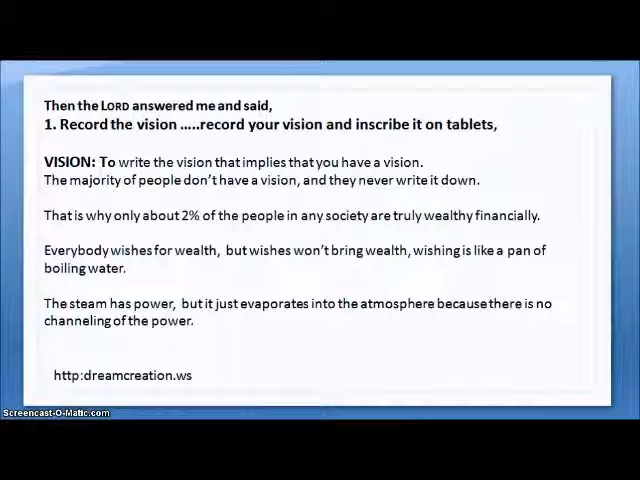 Then the LORD answered me and said,
1. Record the vision …..record your vision and inscribe it on tablets,
VISION: To write the vision that implies that you have a vision.
The majority of people don't have a vision, and they never write it down.
That is why only about 2% of the people in any society are truly wealthy financially.
Everybody wishes for wealth, but wishes won't bring wealth, wishing is like a pan of
boiling water.
The steam has power, but it just evaporates into the atmosphere because there is no
channeling of the power.
http:dreamcreation.ws
Screencast-O-Matic.com